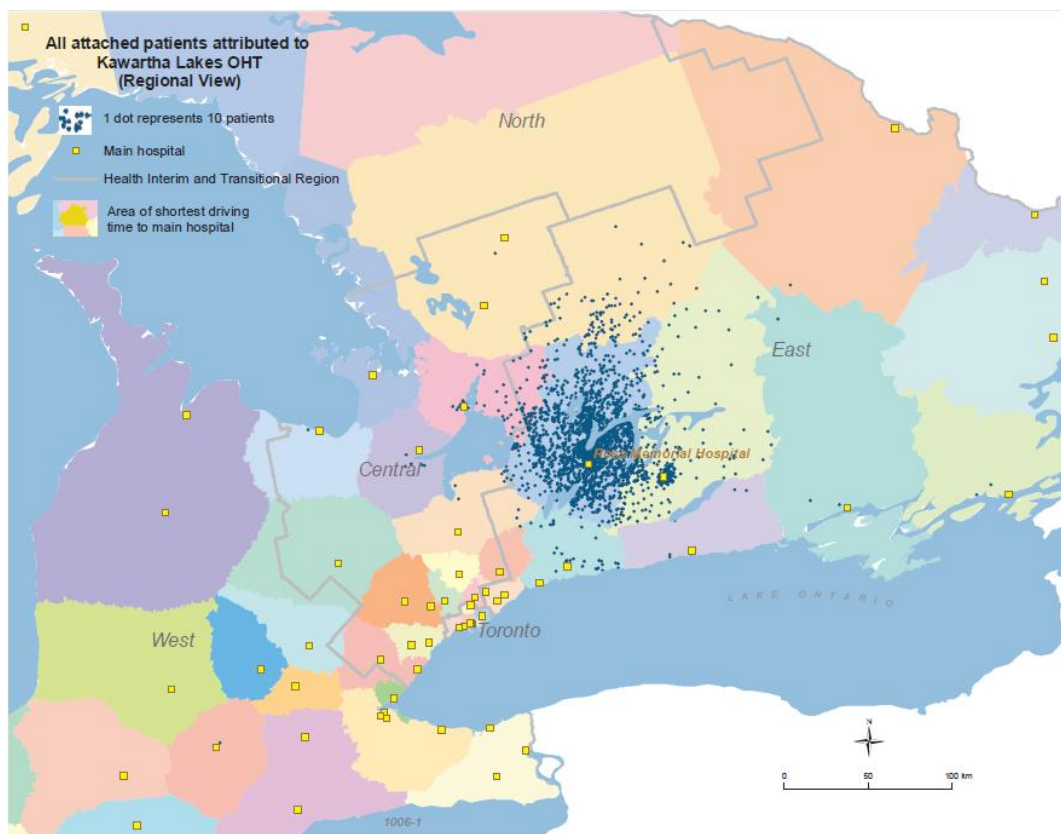 All attached patients attributed to
Kawartha Lakes OHT
(Regional View)
1 dot represents 10 patients
Main hospital
Health Interim and Transitional Region
Area of shortest driving
time to main hospital
North
East
Ross Memorial Hospital
Central
LAKE ONTARIO
West
Toronto
N
0 50 100 km
1006-1